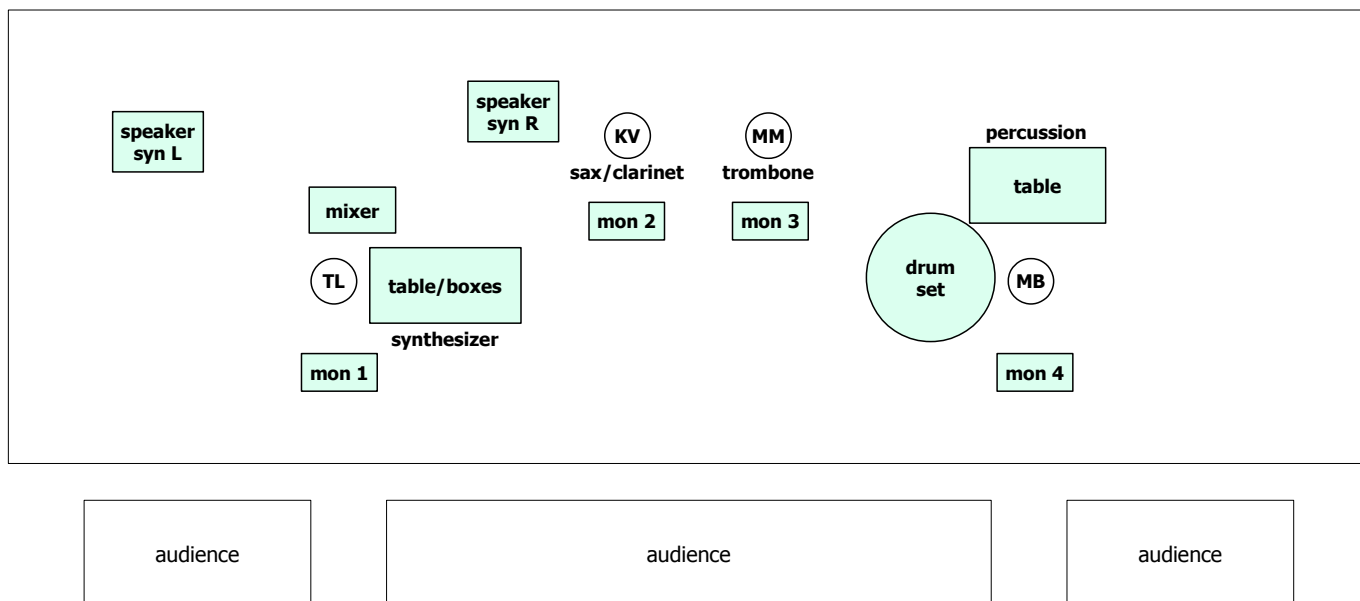 speaker
syn L
speaker
syn R
KV
sax/clarinet
MM
trombone
percussion
table
mixer
mon 2
mon 3
TL
table/boxes
synthesizer
drum
set
MB
mon 1
mon 4
audience
audience
audience